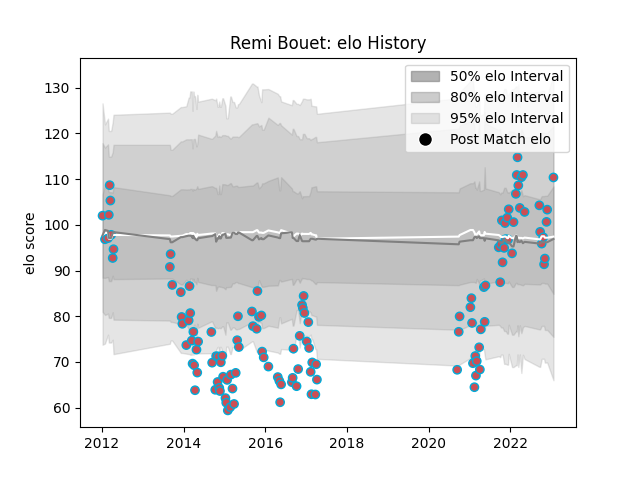 Remi Bouet: elo History
elo score
130
120
110
100
90
80
70
60
2012
2014
2016
2018
2020
2022
50% elo Interval
80% elo Interval
95% elo Interval
Post Match elo